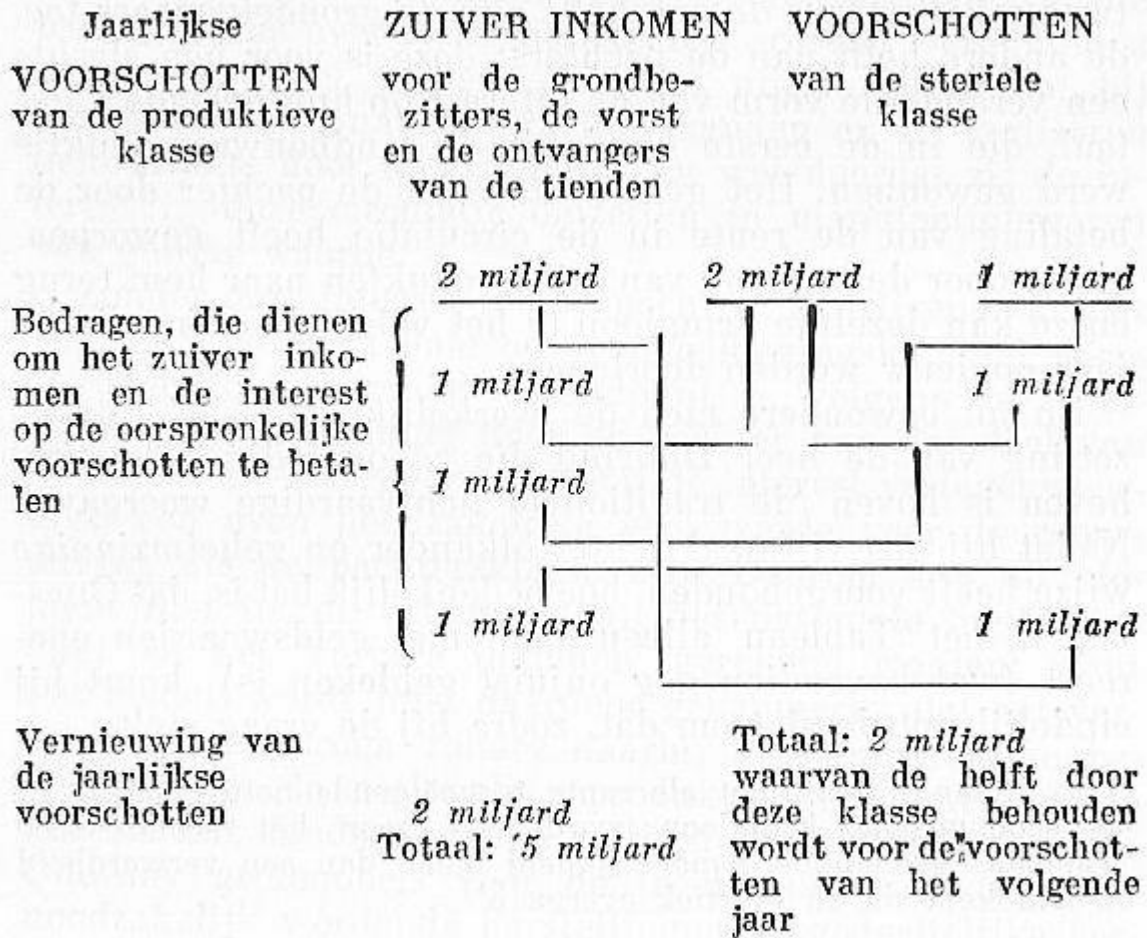 Jaarlijkse
VOORSCHOTTEN
van de produktieve
klasse
ZUIVER INKOMEN
voor de grondbe-
zitters, de vorst
en de ontvangers
van de tienden
VOORSCHOTTEN
van de steriele
klasse
2 miljard 2 miljard 1 miljard
Bedragen, die dienen
om het zuiver inko-
men en de interest
op de oorspronkelijke
voorschotten te beta-
len
1 miljard 1 miljard
1 miljard
1 miljard 1 miljard
Vernieuwing van
de jaarlijkse
voorschotten
2 miljard
Totaal: 5 miljard
Totaal: 2 miljard
waarvan de helft door
deze klasse behouden
wordt voor de voorschot-
ten van het volgende
jaar